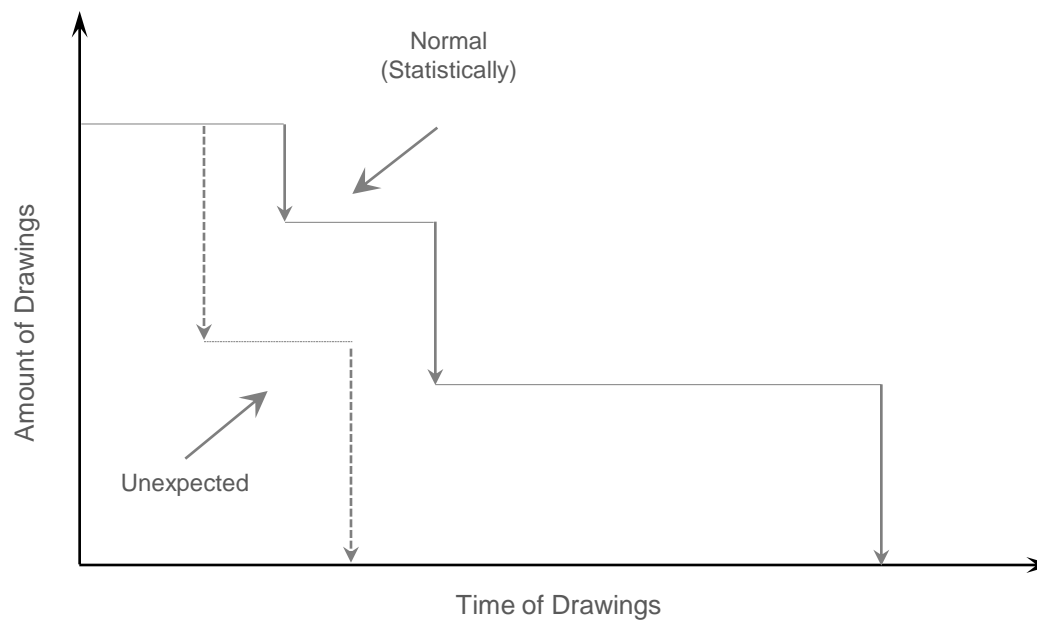 Normal
(Statistically)
Amount of Drawings
Unexpected
Time of Drawings